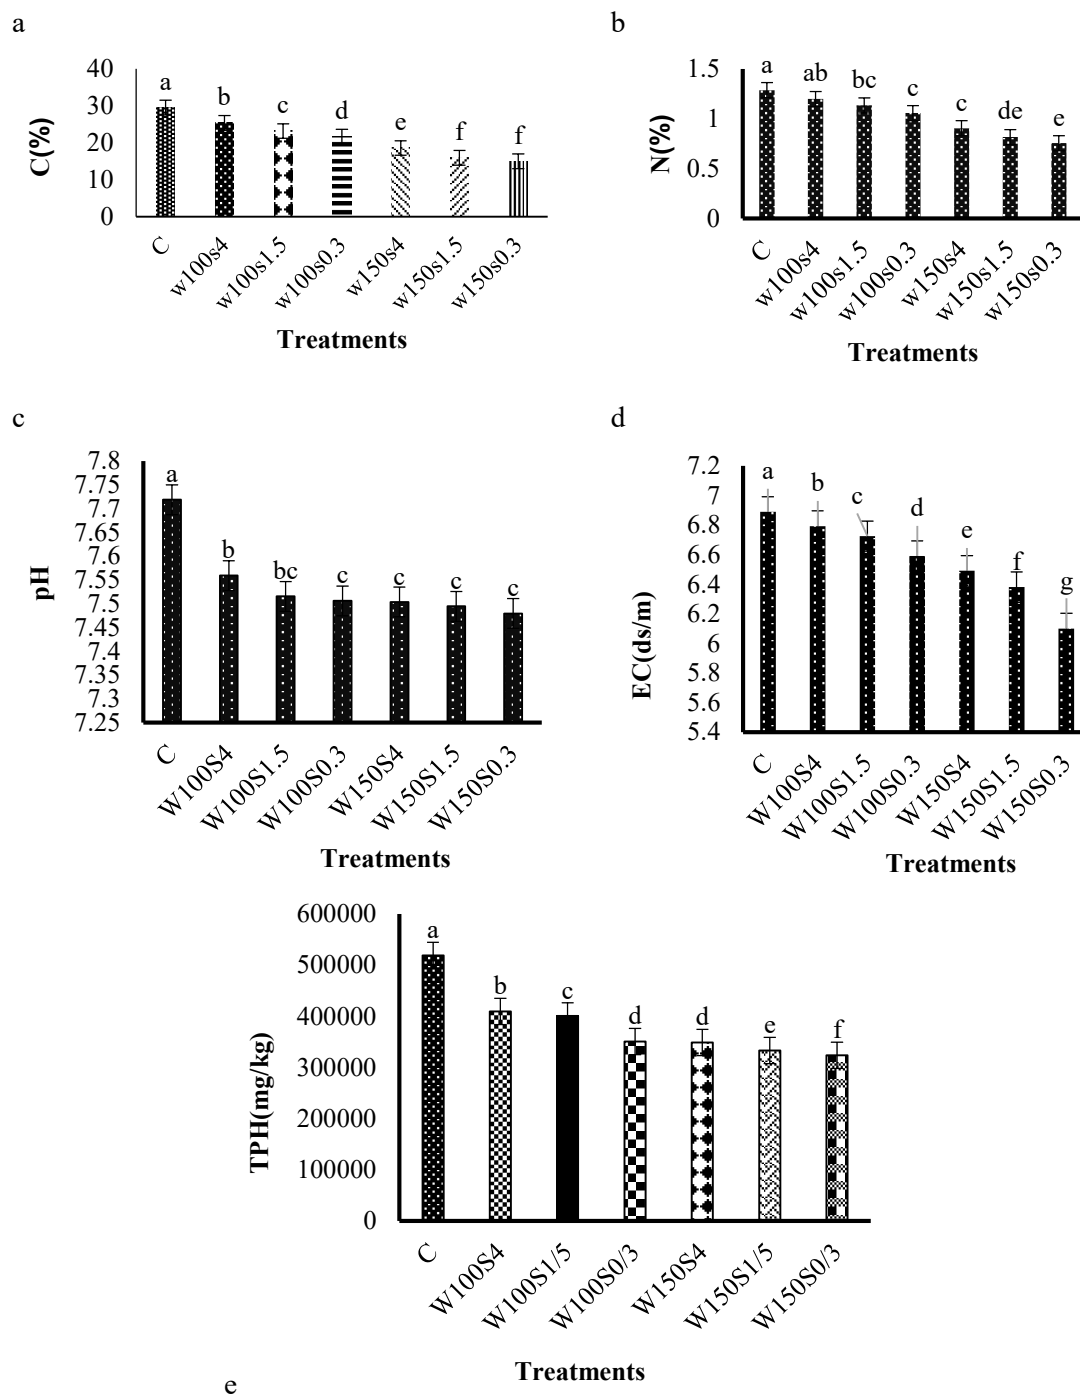 a
40
30
20
10
0
C(%)
a b c d e f f
C w100s4 w100s1.5 w100s0.3 w150s4 w150s1.5 w150s0.3
Treatments
b
1.5
1
0.5
0
N(%)
a ab bc c c de e
C w100s4 w100s1.5 w100s0.3 w150s4 w150s1.5 w150s0.3
Treatments
c
7.8
7.75
7.7
7.65
7.6
7.55
7.5
7.45
7.4
7.35
7.3
7.25
pH
a b bc c c c c
C W100S4 W100S1.5 W100S0.3 W150S4 W150S1.5 W150S0.3
Treatments
d
7.2
7
6.8
6.6
6.4
6.2
6
5.8
5.6
5.4
EC(ds/m)
a b c d e f g
C W100S4 W100S1.5 W100S0.3 W150S4 W150S1.5 W150S0.3
Treatments
600000
500000
400000
300000
200000
100000
0
TPH(mg/kg)
a b c d d e f
C W100S4 W100S1/5 W100S0/3 W150S4 W150S1/5 W150S0/3
Treatments
e